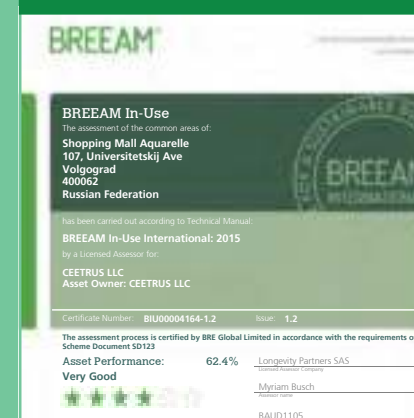 BREEAM®
BREEAM In-Use
The assessment of the common areas of:
Shopping Mall Aquarelle
107, Universitetskij Ave
Volgograd
400062
Russian Federation
BREEAM
has been carried out according to Technical Manual:
BREEAM In-Use International: 2015
by a Licensed Assessor for:
CEETRUS LLC
Asset Owner: CEETRUS LLC
Certificate Number: BIU00004164-1.2 Issue: 1.2
The assessment process is certified by BRE Global Limited in accordance with the requirements o
Scheme Document SD123
Asset Performance: 62.4% Longevity Partners SAS
Licensed Assessor Company
Very Good
Myriam Busch
Assessor name
BAUD1105